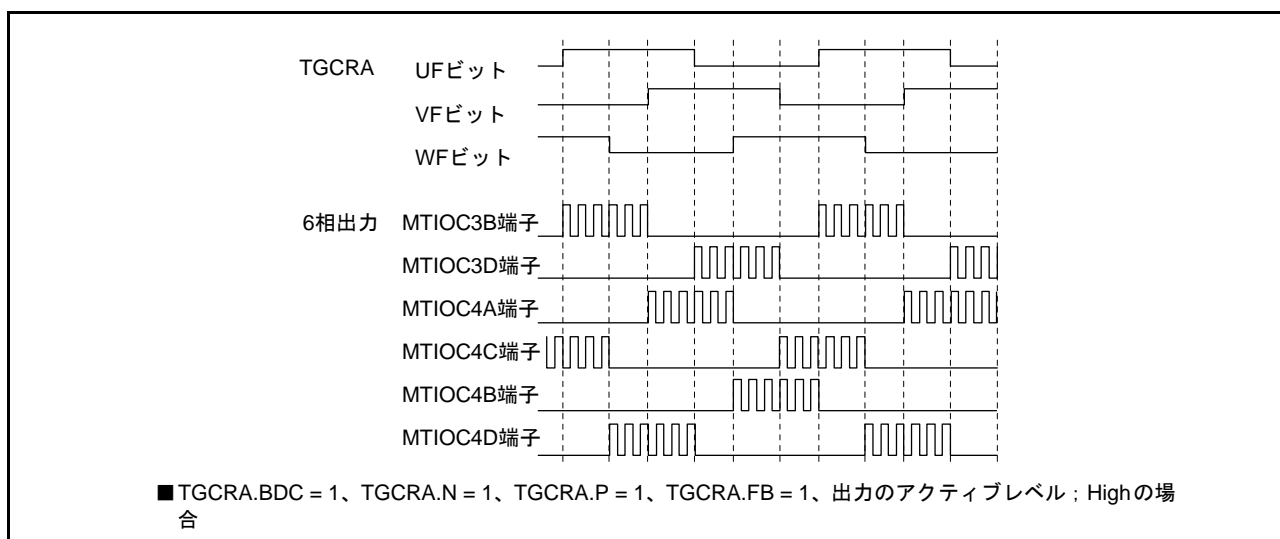 TGCRA UFビット
VFビット
WFビット
6相出力 MTIOC3B端子
MTIOC3D端子
MTIOC4A端子
MTIOC4C端子
MTIOC4B端子
MTIOC4D端子
■TGCRA.BDC = 1、TGCRA.N = 1、TGCRA.P = 1、TGCRA.FB = 1、出力のアクティブレベル ; Highの場
合